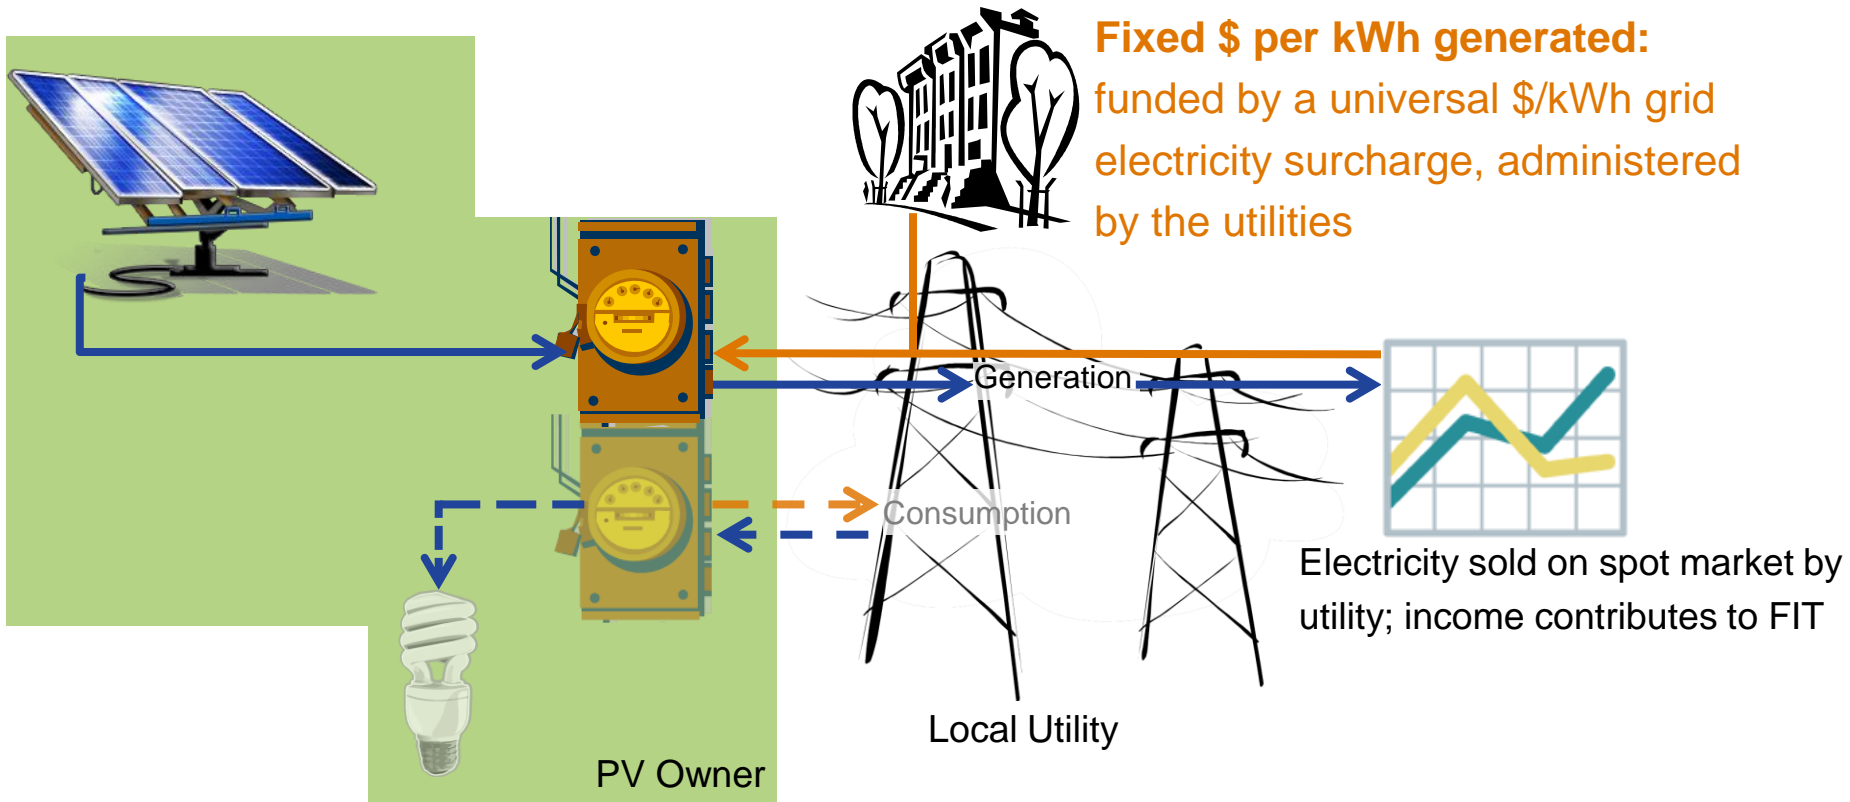 Fixed $ per kWh generated:
funded by a universal $/kWh grid
electricity surcharge, administered
by the utilities
Generation
Consumption
Electricity sold on spot market by
utility; income contributes to FIT
Local Utility
PV Owner